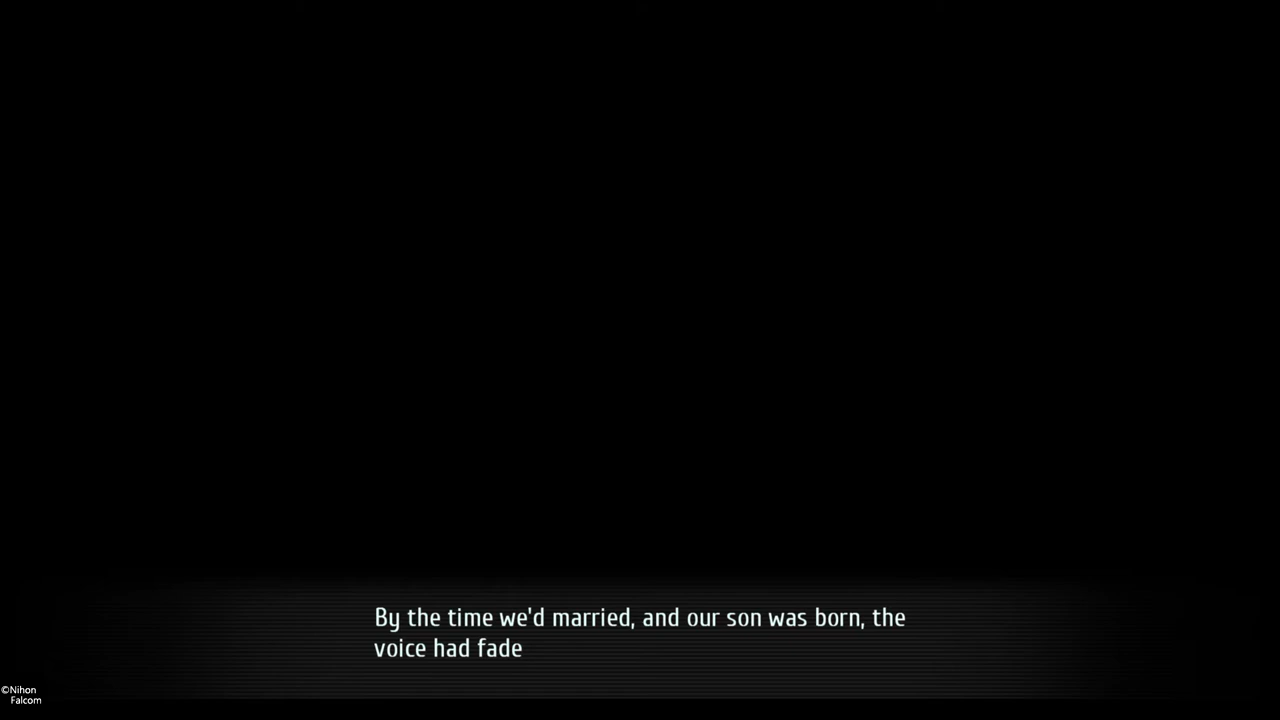 By the time we'd married, and our son was born, the
voice had fade
©Nihon
Falcom